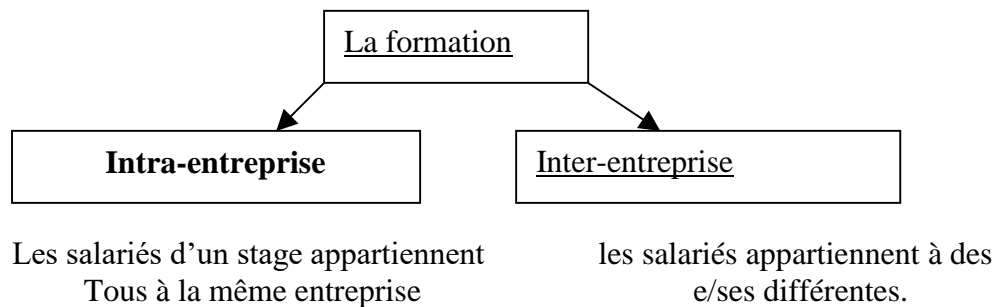 La formation
Intra-entreprise
Inter-entreprise
Les salariés d’un stage appartiennent
Tous à la même entreprise
les salariés appartiennent à des
e/ses différentes.